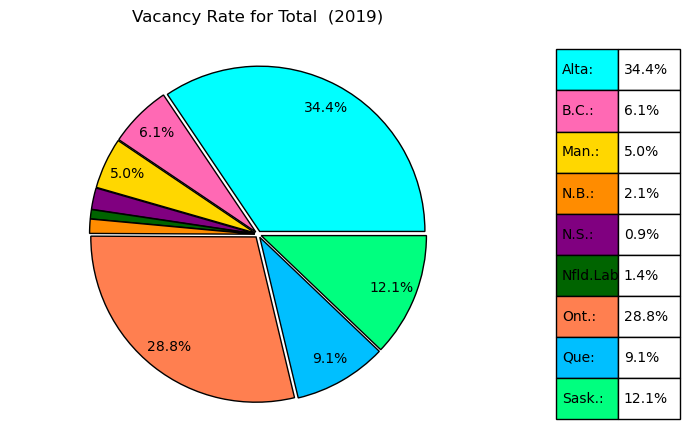 Vacancy Rate for Total  (2019)
34.4%
6.1%
5.0%
28.8%
9.1%
12.1%
Alta: 34.4%
B.C.: 6.1%
Man.: 5.0%
N.B.: 2.1%
N.S.: 0.9%
Nfld.Lab 1.4%
Ont.: 28.8%
Que: 9.1%
Sask.: 12.1%